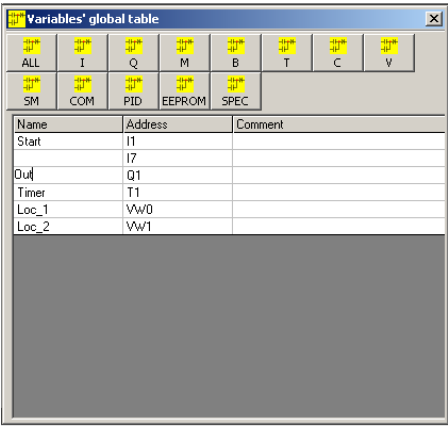 Variables' global table
ALL I Q M B T C V
SM COM PID EEPROM SPEC
Name Address Comment
Start I1
I7
Out Q1
Timer T1
Loc_1 VW0
Loc_2 VW1